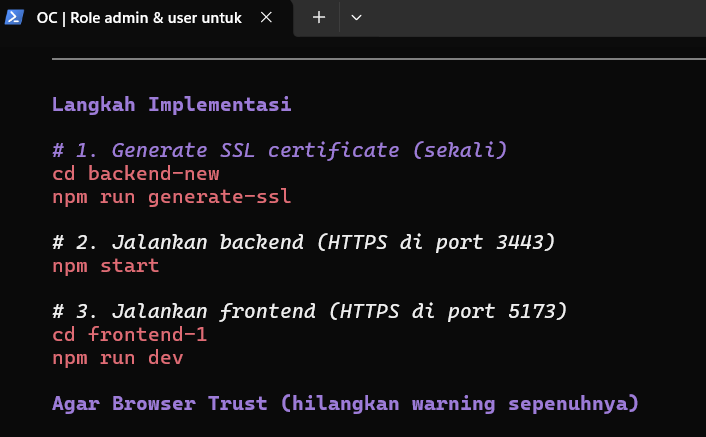 OC | Role admin & user untuk
Langkah Implementasi
# 1. Generate SSL certificate (sekali)
cd backend-new
npm run generate-ssl
# 2. Jalankan backend (HTTPS di port 3443)
npm start
# 3. Jalankan frontend (HTTPS di port 5173)
cd frontend-1
npm run dev
Agar Browser Trust (hilangkan warning sepenuhnya)